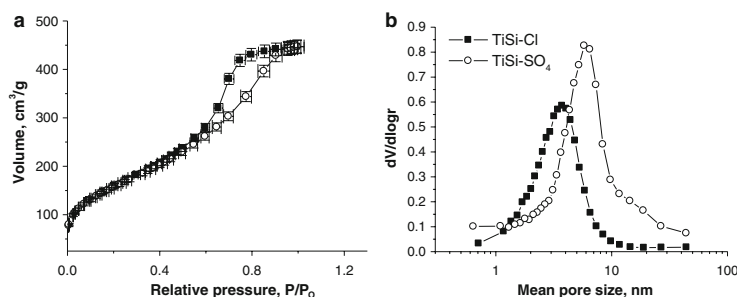 a
500
400
300
200
100
0.0
0.4
0.8
1.2
Volume, cm³/g
Relative pressure, P/P₀
b
0.9
0.8
0.7
0.6
0.5
0.4
0.3
0.2
0.1
0.0
1
10
100
dV/dlogr
Mean pore size, nm
TiSi-Cl
TiSi-SO₄